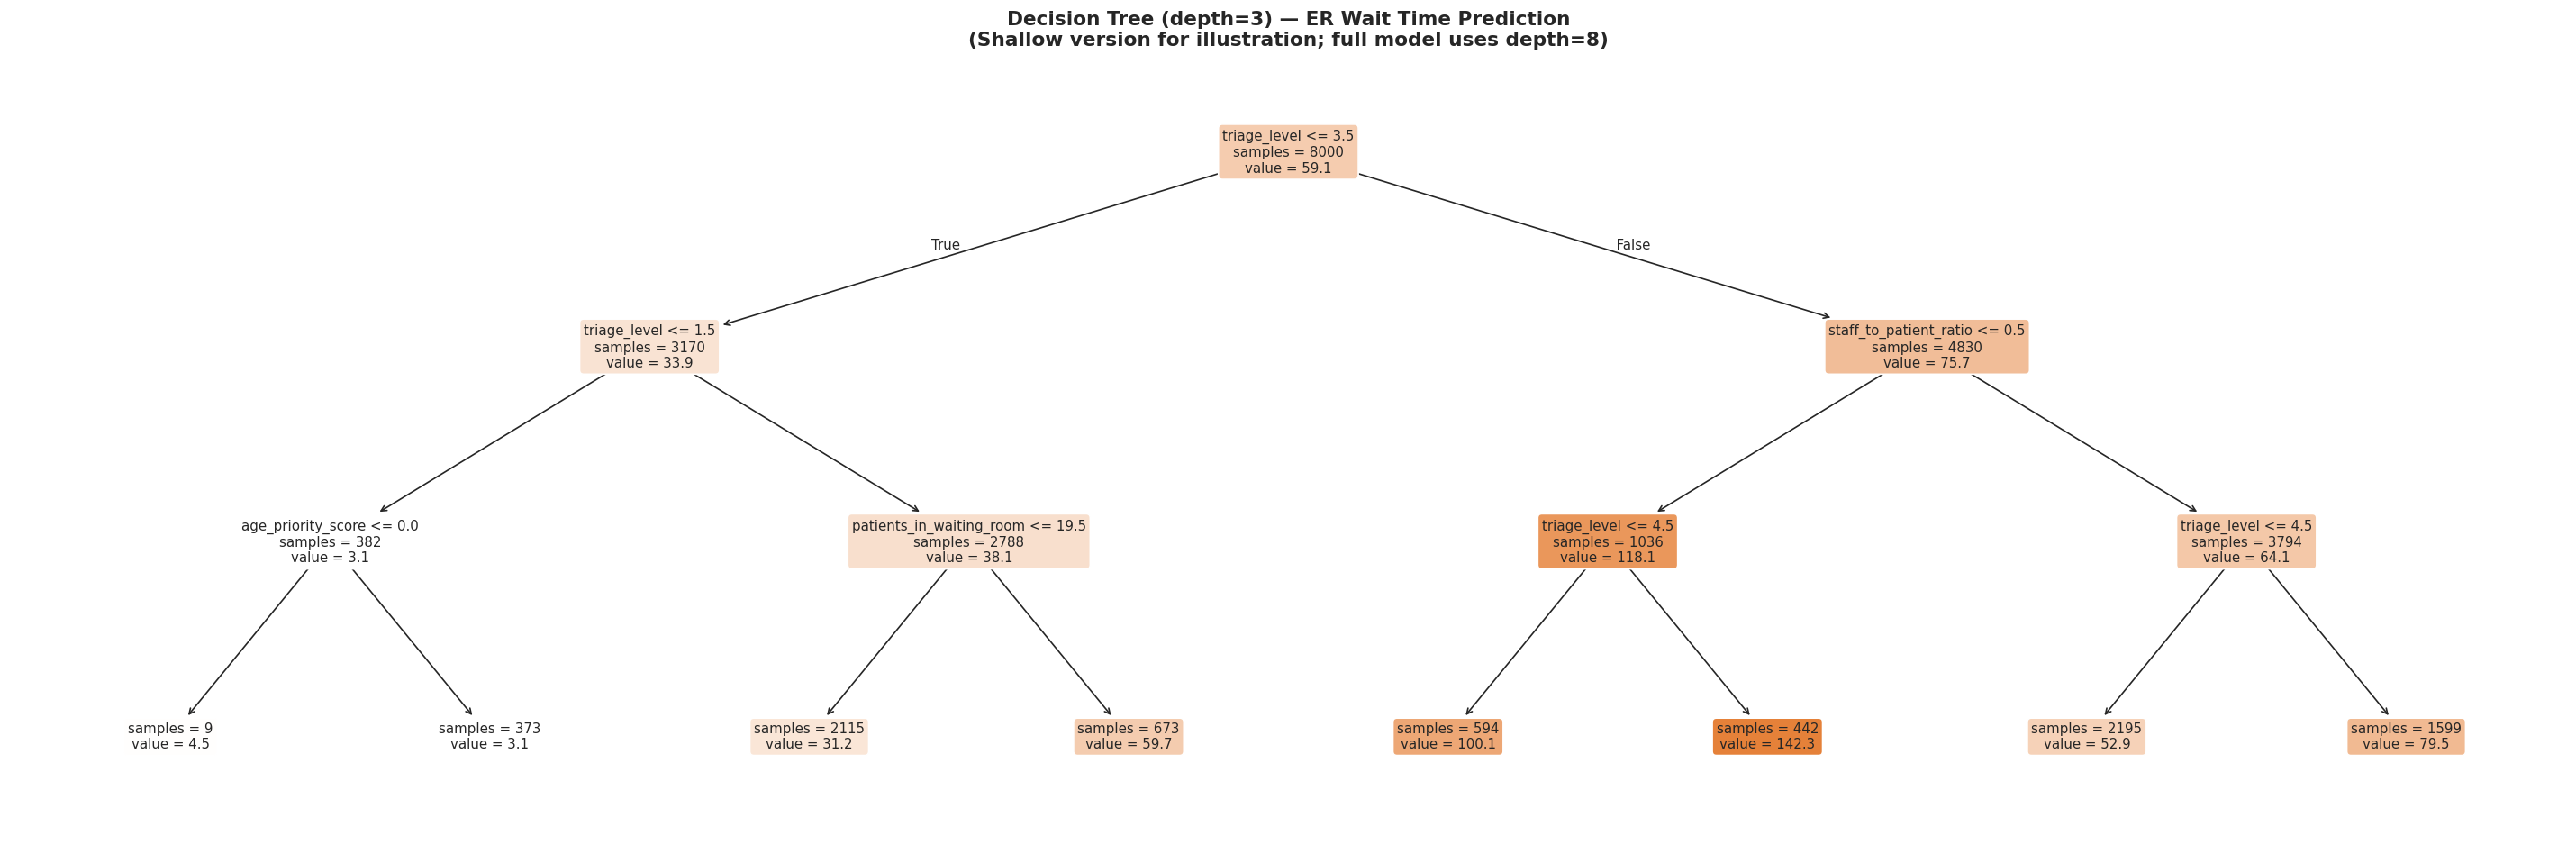 Decision Tree (depth=3) — ER Wait Time Prediction
(Shallow version for illustration; full model uses depth=8)
triage_level <= 3.5
samples = 8000
value = 59.1
True
False
triage_level <= 1.5
samples = 3170
value = 33.9
staff_to_patient_ratio <= 0.5
samples = 4830
value = 75.7
age_priority_score <= 0.0
samples = 382
value = 3.1
patients_in_waiting_room <= 19.5
samples = 2788
value = 38.1
triage_level <= 4.5
samples = 1036
value = 118.1
triage_level <= 4.5
samples = 3794
value = 64.1
samples = 9
value = 4.5
samples = 373
value = 3.1
samples = 2115
value = 31.2
samples = 673
value = 59.7
samples = 594
value = 100.1
samples = 442
value = 142.3
samples = 2195
value = 52.9
samples = 1599
value = 79.5